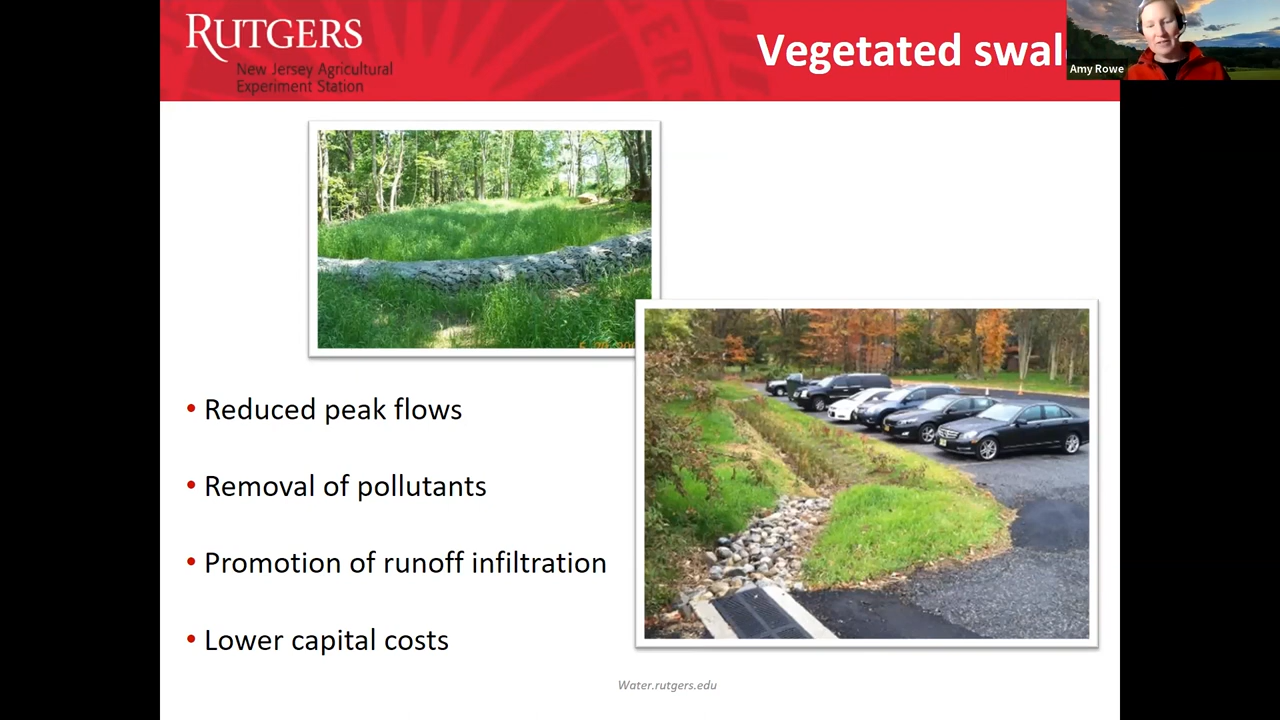 RUTGERS
New Jersey Agricultural
Experiment Station
Vegetated swal
Amy Rowe
• Reduced peak flows
• Removal of pollutants
• Promotion of runoff infiltration
• Lower capital costs
Water.rutgers.edu